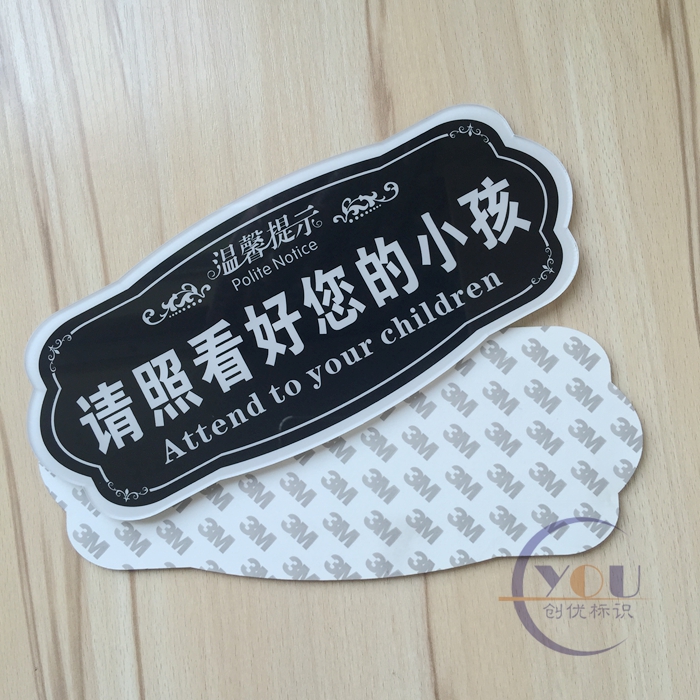 温馨提示
Polite Notice
请照看好您的小孩
Attend to your children
3M
YOU
创优标识